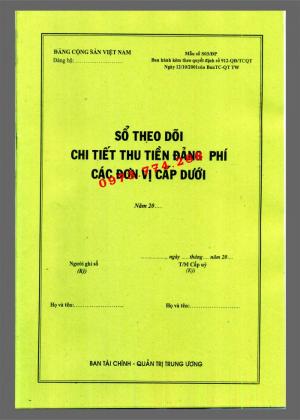 ĐẢNG CỘNG SẢN VIỆT NAM
Đảng bộ:
Mẫu số S03/ĐP
Ban hành kèm theo quyết định số 912-QĐ/TCQT
Ngày 12/10/2001của BanTC-QT TW
SỔ THEO DÕI
CHI TIẾT THU TIỀN ĐẢNG PHÍ
CÁC ĐƠN VỊ CẤP DƯỚI
Năm 20....
.............., ngày ..... tháng..... năm 20....
Người ghi sổ
(Ký)
T/M Cấp uỷ
(Ký)
Họ và tên:
Họ và tên:
BAN TÀI CHÍNH - QUẢN TRỊ TRUNG ƯƠNG